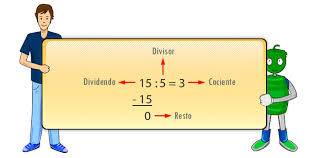 Divisor
Dividendo 15 : 5 = 3 Cociente
- 15
0 Resto